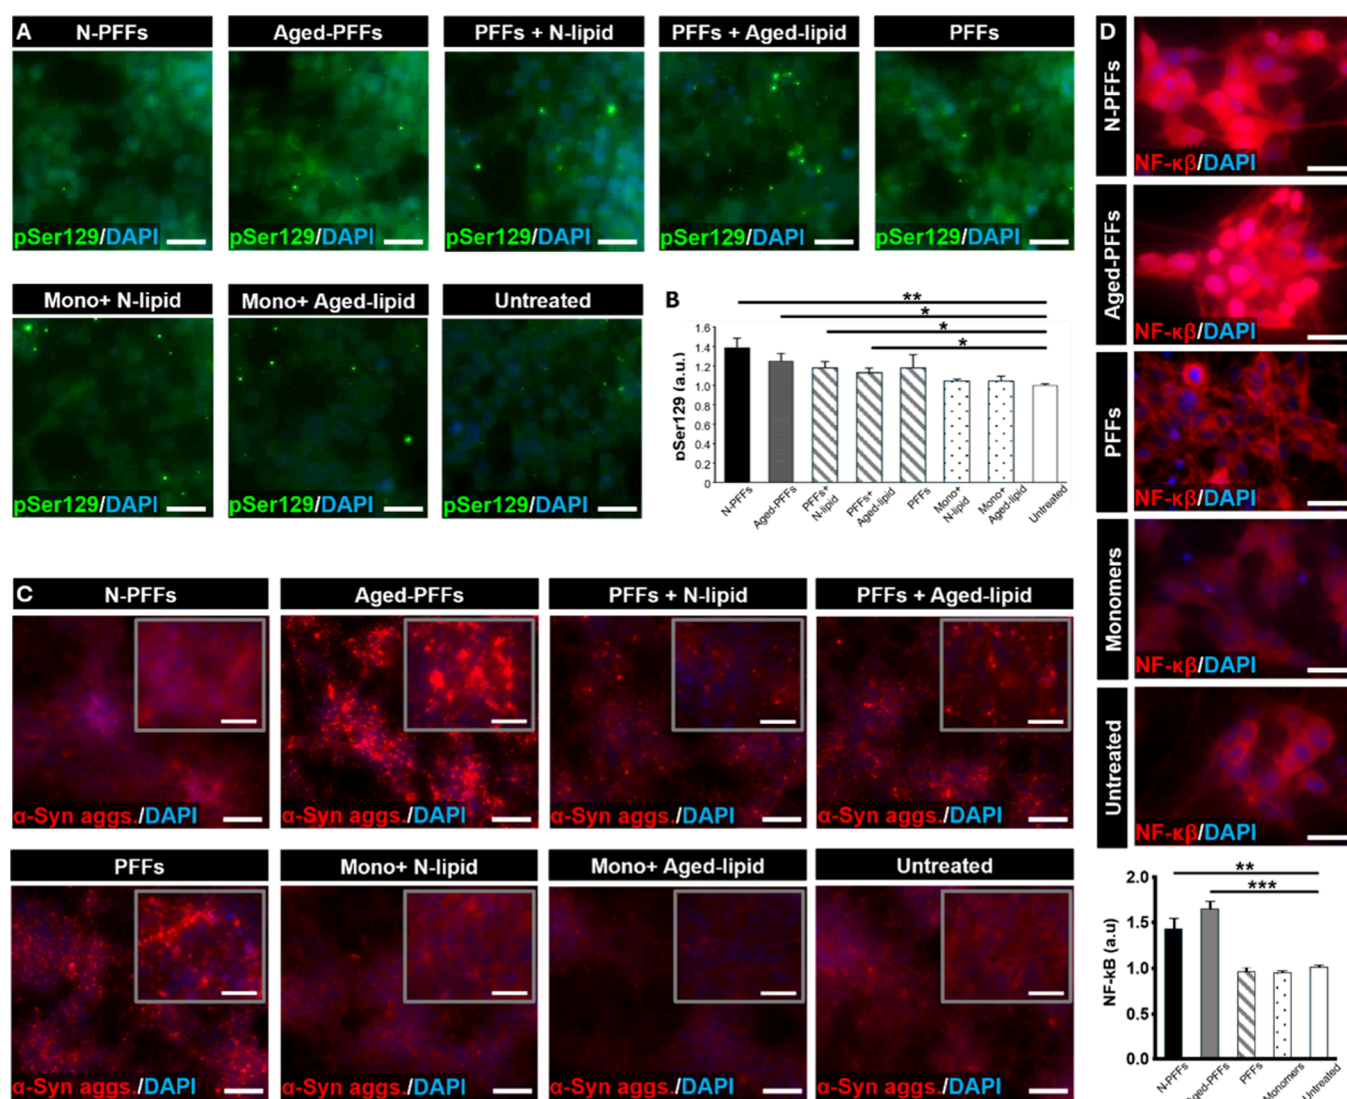 A
N-PFFs
Aged-PFFs
PFFs + N-lipid
PFFs + Aged-lipid
PFFs
pSer129/DAPI
pSer129/DAPI
pSer129/DAPI
pSer129/DAPI
pSer129/DAPI
Mono+ N-lipid
Mono+ Aged-lipid
Untreated
pSer129/DAPI
pSer129/DAPI
pSer129/DAPI
B
**
*
*
*
pSer129 (a.u.)
1.6
1.4
1.2
1.0
0.8
0.6
0.4
0.2
0
N-PFFs
Aged-PFFs
PFFs+
N-lipid
PFFs+
Aged-lipid
PFFs
Mono+
N-lipid
Mono+
Aged-lipid
Untreated
C
N-PFFs
Aged-PFFs
PFFs + N-lipid
PFFs + Aged-lipid
α-Syn aggs./DAPI
α-Syn aggs./DAPI
α-Syn aggs./DAPI
α-Syn aggs./DAPI
PFFs
Mono+ N-lipid
Mono+ Aged-lipid
Untreated
α-Syn aggs./DAPI
α-Syn aggs./DAPI
α-Syn aggs./DAPI
α-Syn aggs./DAPI
D
N-PFFs
NF-κβ/DAPI
Aged-PFFs
NF-κβ/DAPI
PFFs
NF-κβ/DAPI
Monomers
NF-κβ/DAPI
Untreated
NF-κβ/DAPI
**
***
NF-kB (a.u)
2.0
1.5
1.0
0.5
0.0
N-PFFs
Aged-PFFs
PFFs
Monomers
Untreated